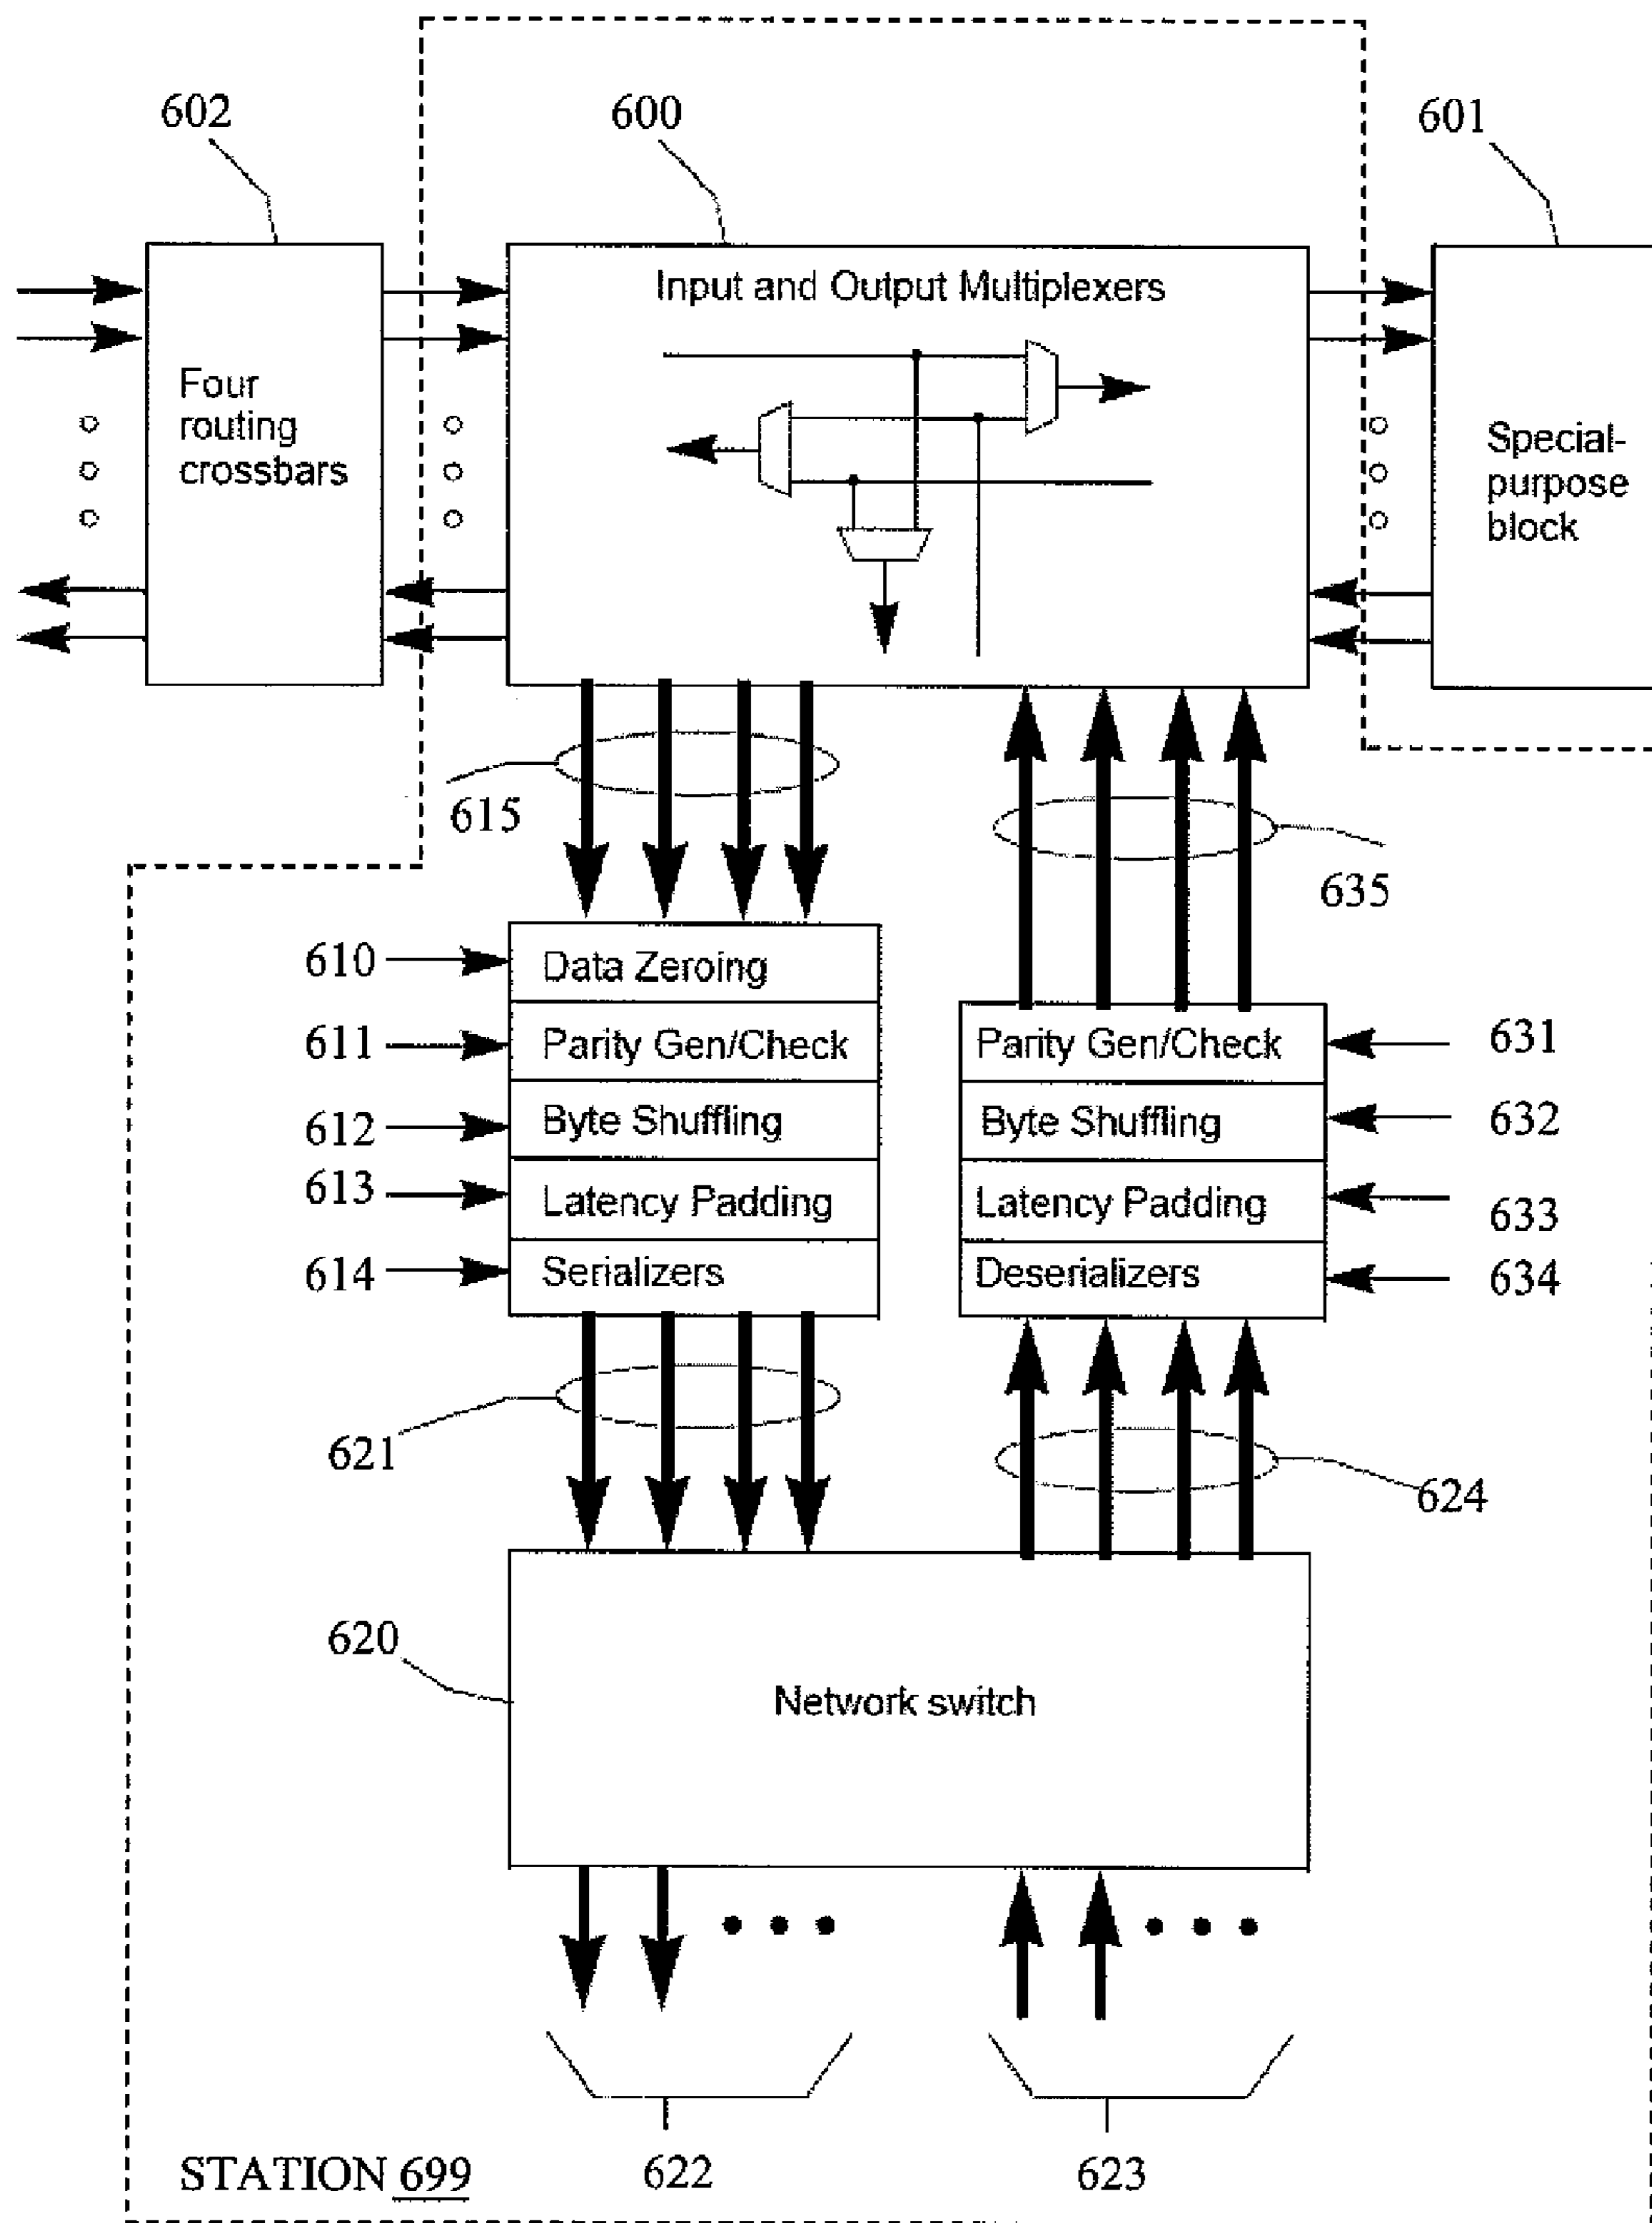 602
600
601
Input and Output Multiplexers
Four
routing
crossbars
Special-
purpose
block
615
635
610
Data Zeroing
611
Parity Gen/Check
Parity Gen/Check
631
612
Byte Shuffling
Byte Shuffling
632
613
Latency Padding
Latency Padding
633
614
Serializers
Deserializers
634
621
624
620
Network switch
STATION 699
622
623